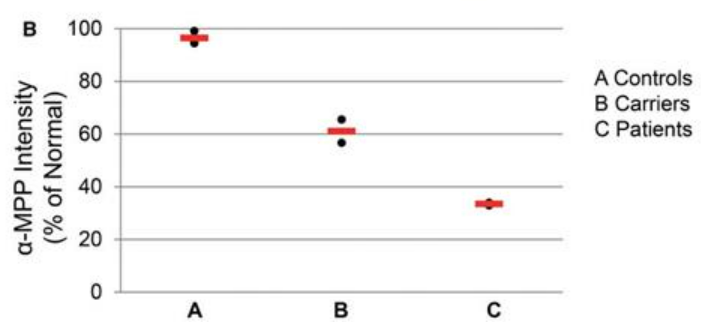 B
α-MPP Intensity
(% of Normal)
100
80
60
40
20
0
A
B
C
A Controls
B Carriers
C Patients